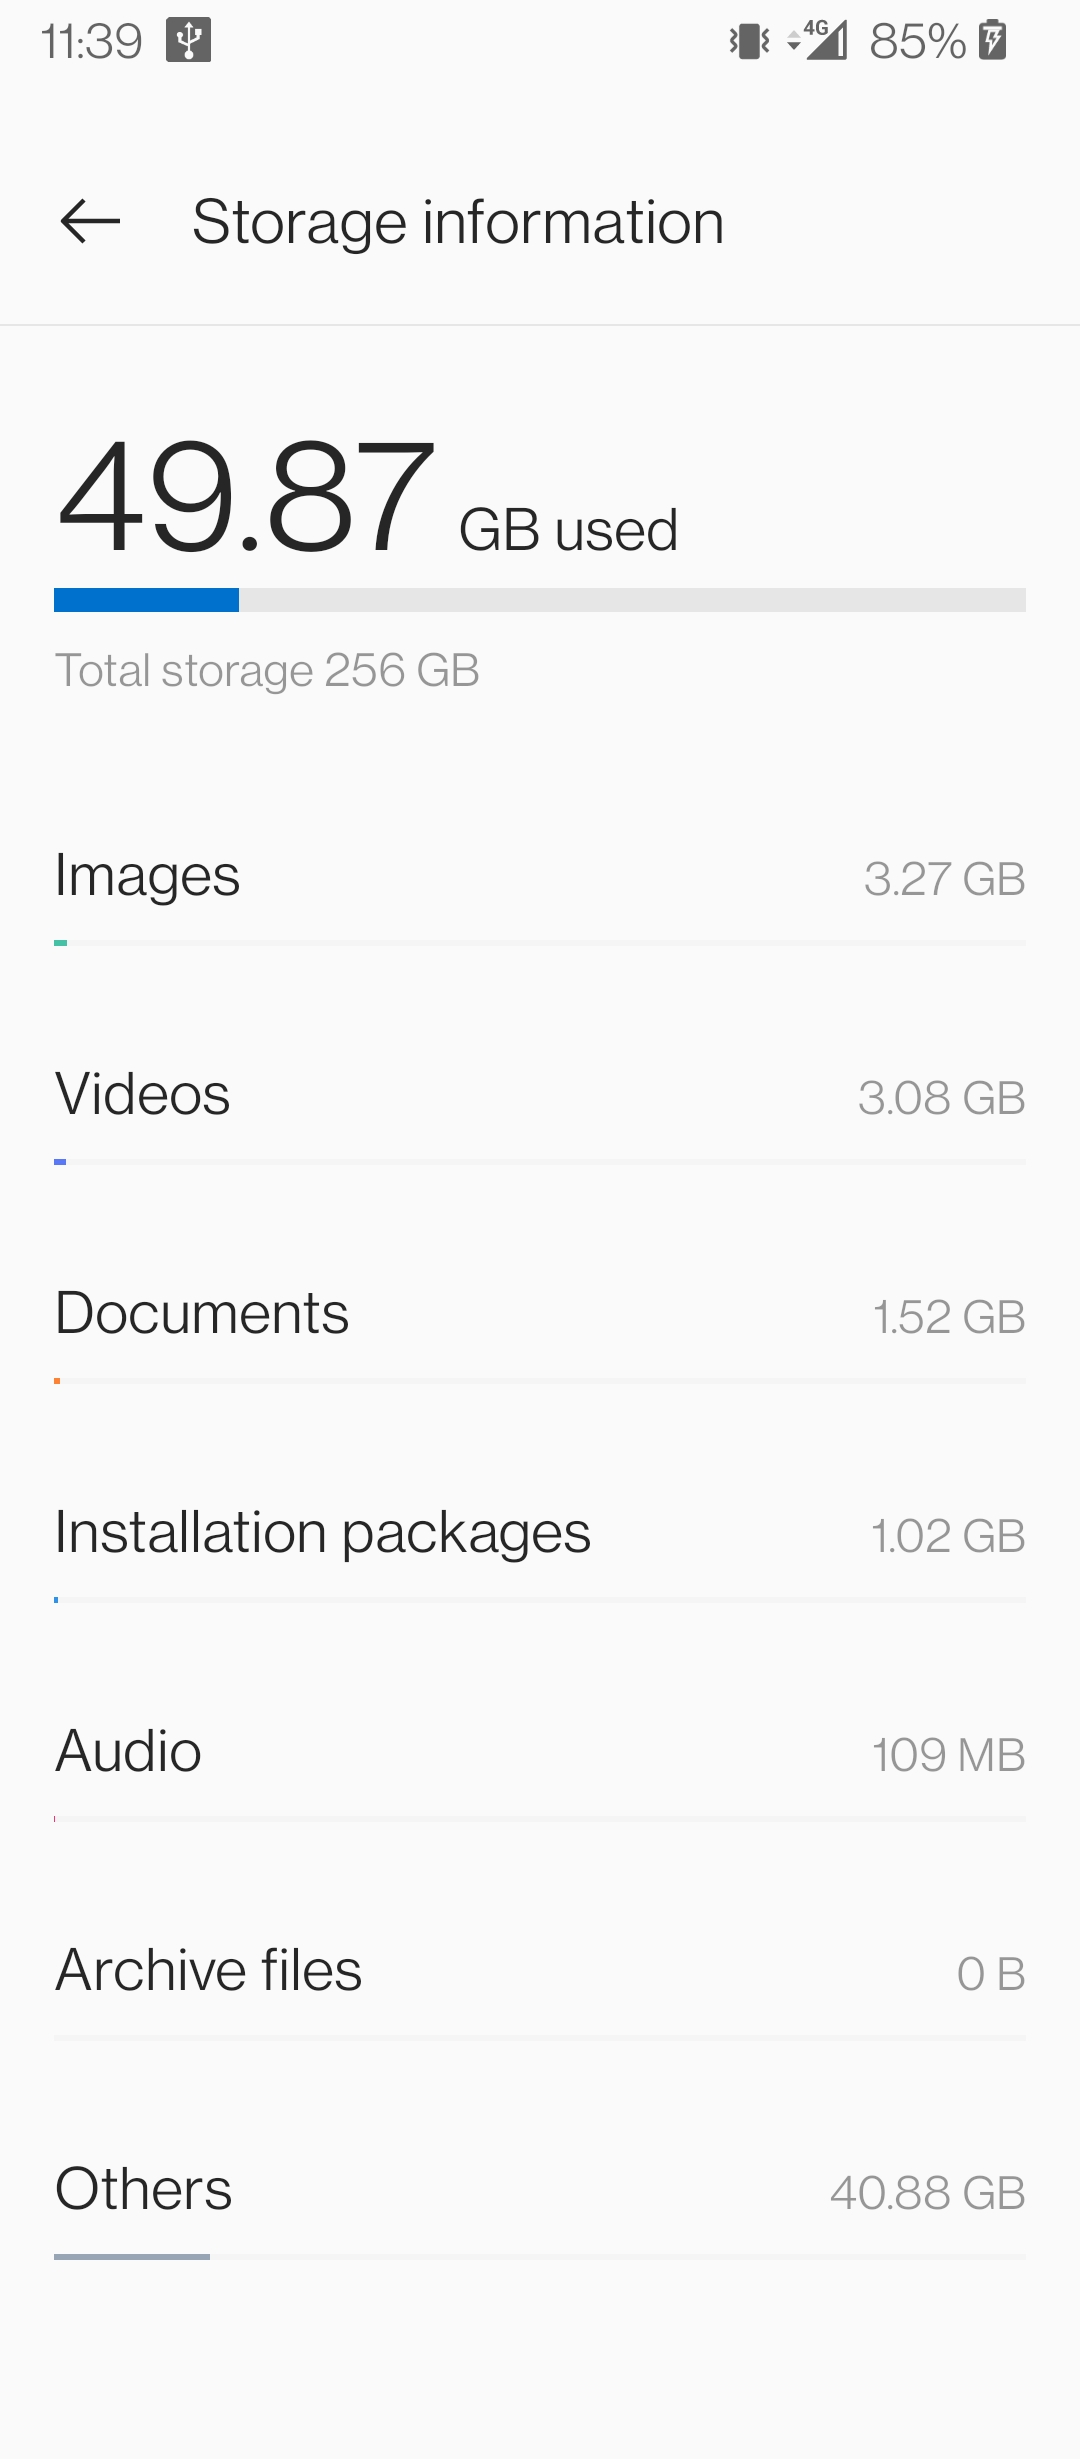 11:39 4G 85%
Storage information
49.87 GB used
Total storage 256 GB
Images 3.27 GB
Videos 3.08 GB
Documents 1.52 GB
Installation packages 1.02 GB
Audio 109 MB
Archive files 0 B
Others 40.88 GB